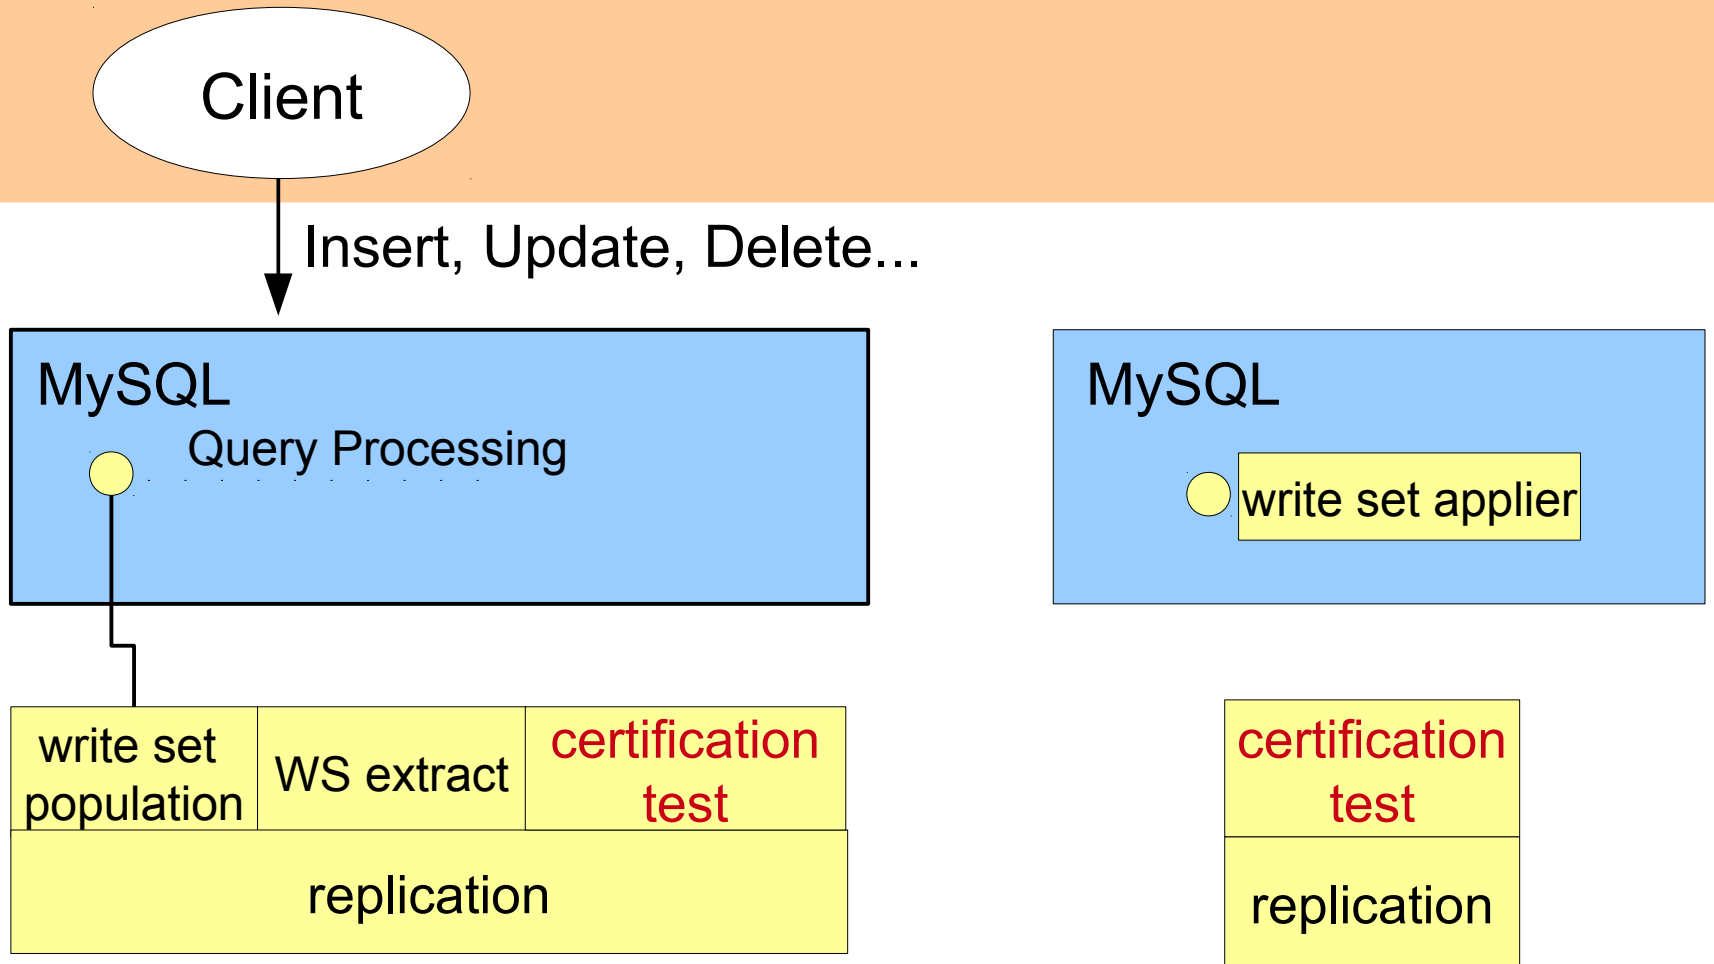 Client
Insert, Update, Delete...
MySQL
Query Processing
MySQL
write set applier
write set
population
WS extract
certification
test
replication
certification
test
replication